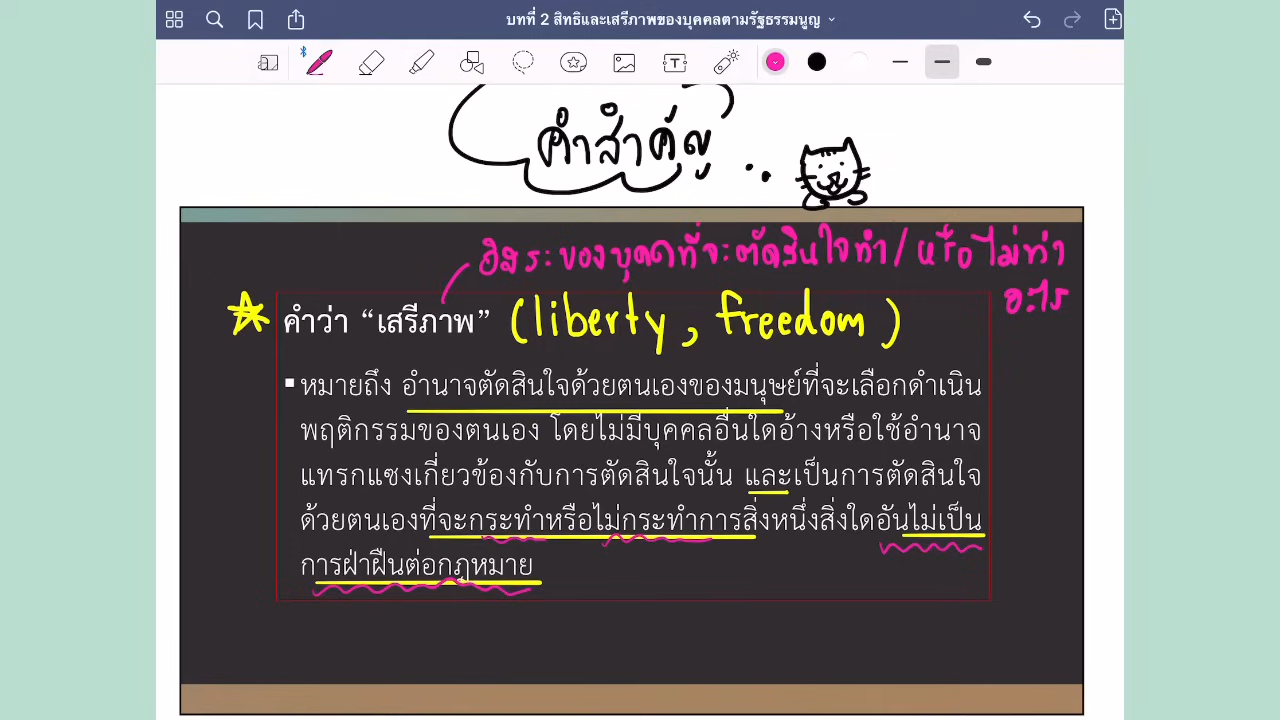 บทที่ 2 สิทธิและเสรีภาพของบุคคลตามรัฐธรรมนูญ
คำสำคัญ
อิสระของบุคคลที่จะตัดสินใจทำ / หรือ ไม่ทำ
อะไร
คำว่า “เสรีภาพ” (liberty , freedom )
หมายถึง อำนาจตัดสินใจด้วยตนเองของมนุษย์ที่จะเลือกดำเนิน
พฤติกรรมของตนเอง โดยไม่มีบุคคลอื่นใดอ้างหรือใช้อำนาจ
แทรกแซงเกี่ยวข้องกับการตัดสินใจนั้น และเป็นการตัดสินใจ
ด้วยตนเองที่จะกระทำหรือไม่กระทำการสิ่งหนึ่งสิ่งใดอันไม่เป็น
การฝ่าฝืนต่อกฎหมาย